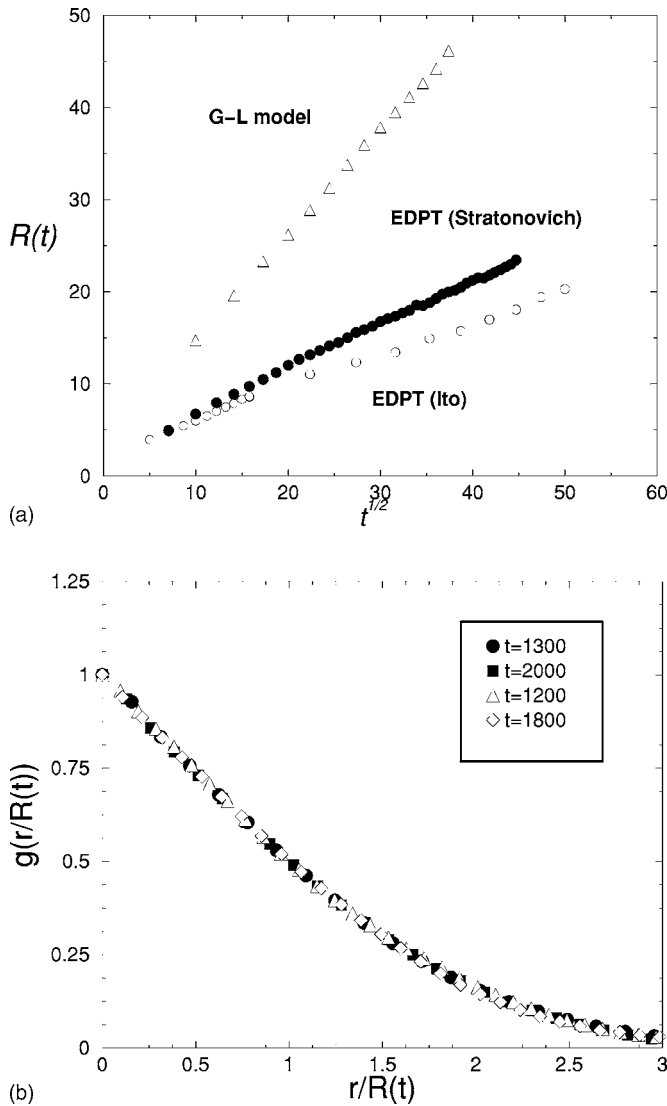 50
40
G–L model
30
R(t)
EDPT (Stratonovich)
20
10
EDPT (Ito)
0
0 10 20 30 40 50 60
(a)
t^1/2
1.25
t=1300
t=2000
1
t=1200
t=1800
0.75
g(r/R(t))
0.5
0.25
0
0 0.5 1 1.5 2 2.5 3
(b)
r/R(t)